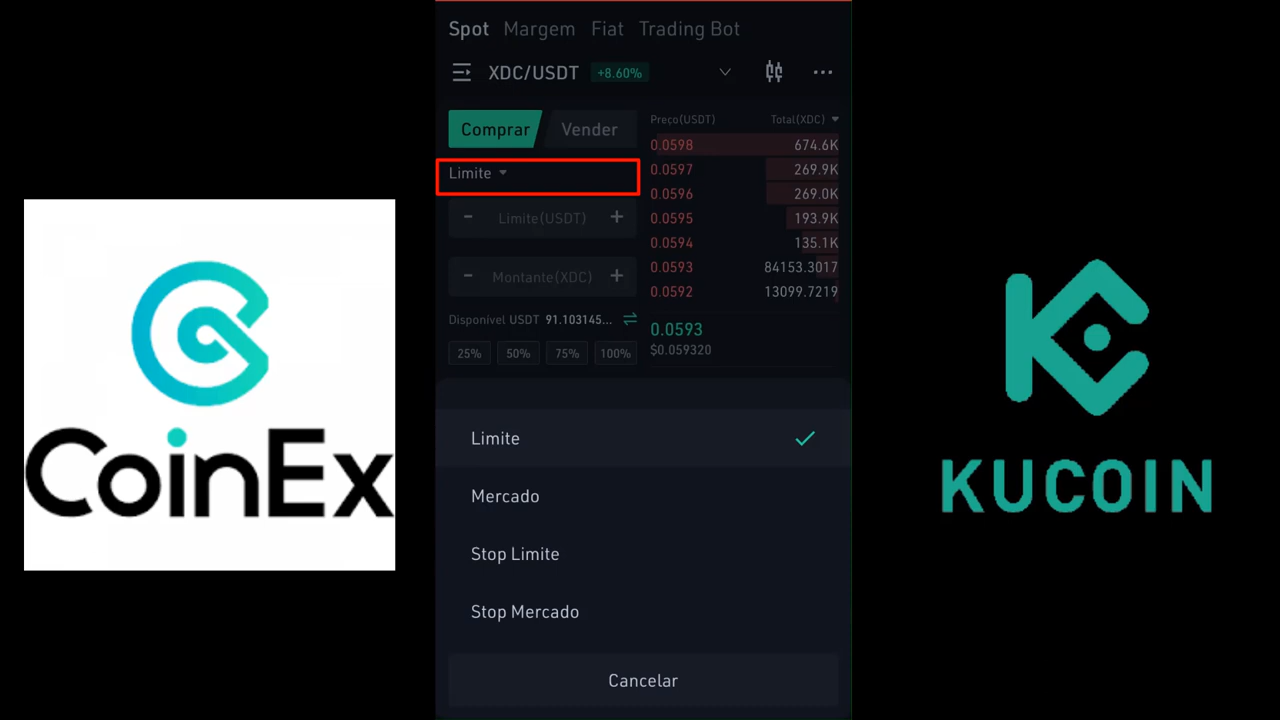 CoinEx
Spot Margem Fiat Trading Bot
XDC/USDT +8.60%
Comprar Vender
Limite
- Limite(USDT) +
- Montante(XDC) +
Disponível USDT 91.103145...
25% 50% 75% 100%
Preço(USDT) Total(XDC)
0.0598 674.6K
0.0597 269.9K
0.0596 269.0K
0.0595 193.9K
0.0594 135.1K
0.0593 84153.3017
0.0592 13099.7219
0.0593
$0.059320
Limite
Mercado
Stop Limite
Stop Mercado
Cancelar
KUCOIN